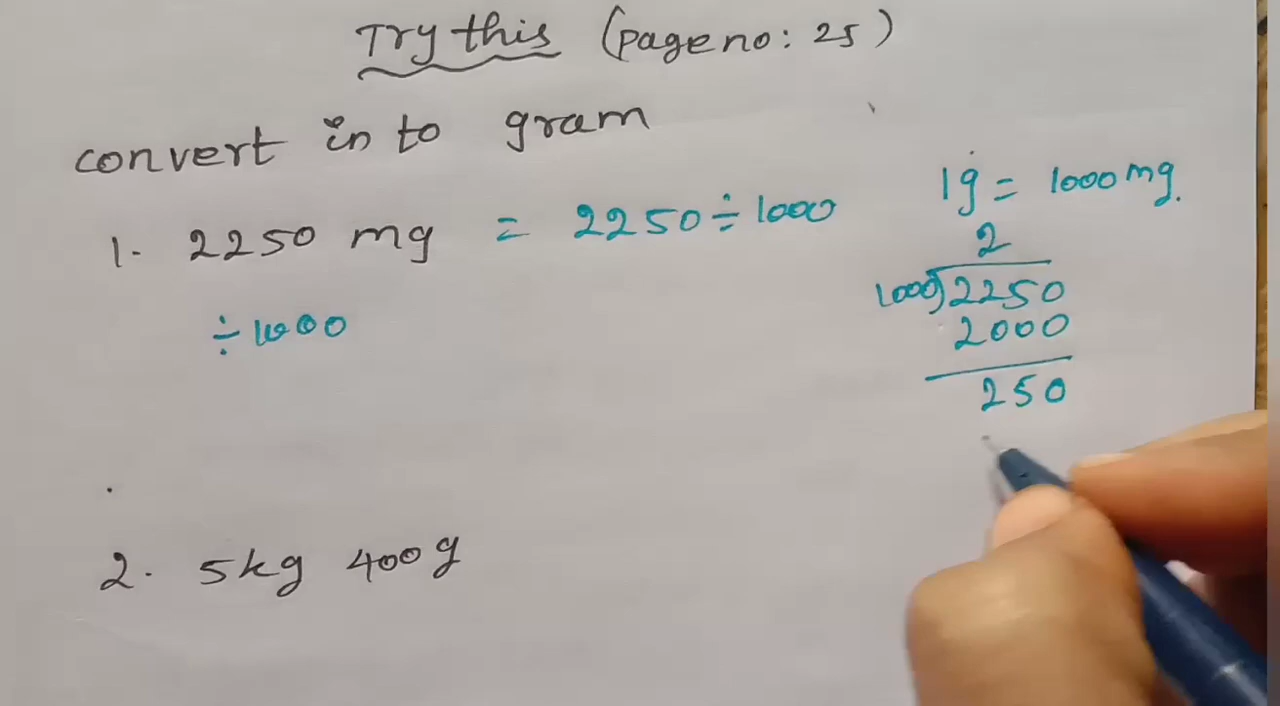 Try this (page no: 25)
convert in to gram
1g = 1000 mg.
1. 2250 mg = 2250 ÷ 1000
÷ 1000
2
1000) 2250
2000
250
2. 5kg 400g